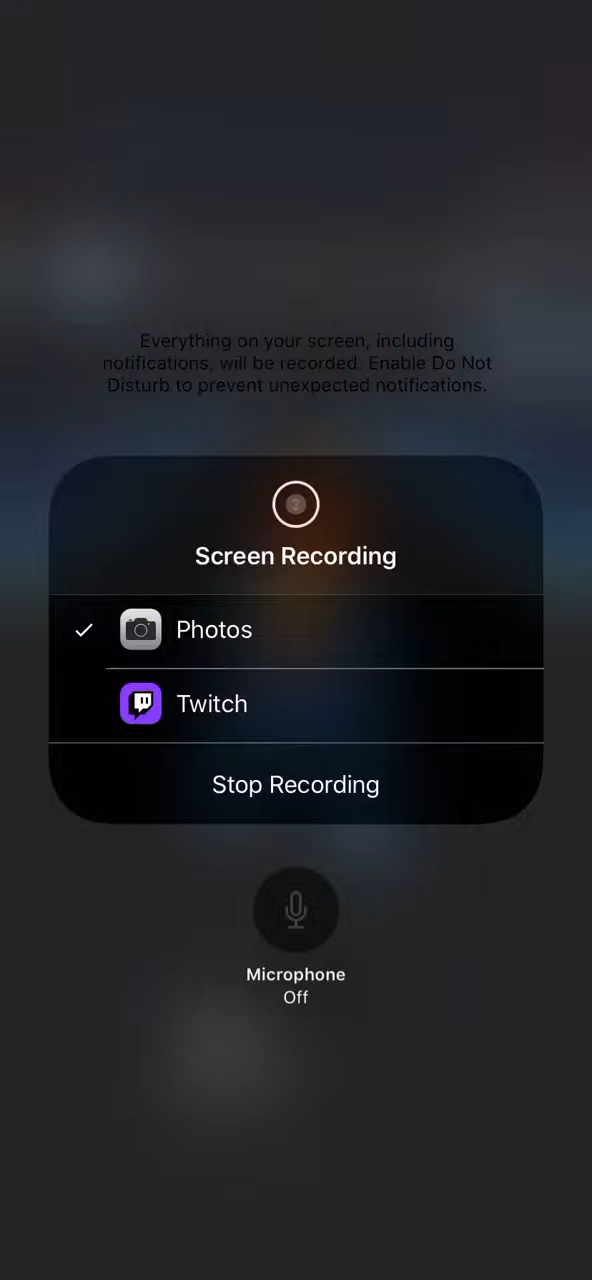 Everything on your screen, including
notifications, will be recorded. Enable Do Not
Disturb to prevent unexpected notifications.
2
Screen Recording
Photos
Twitch
Stop Recording
Microphone
Off